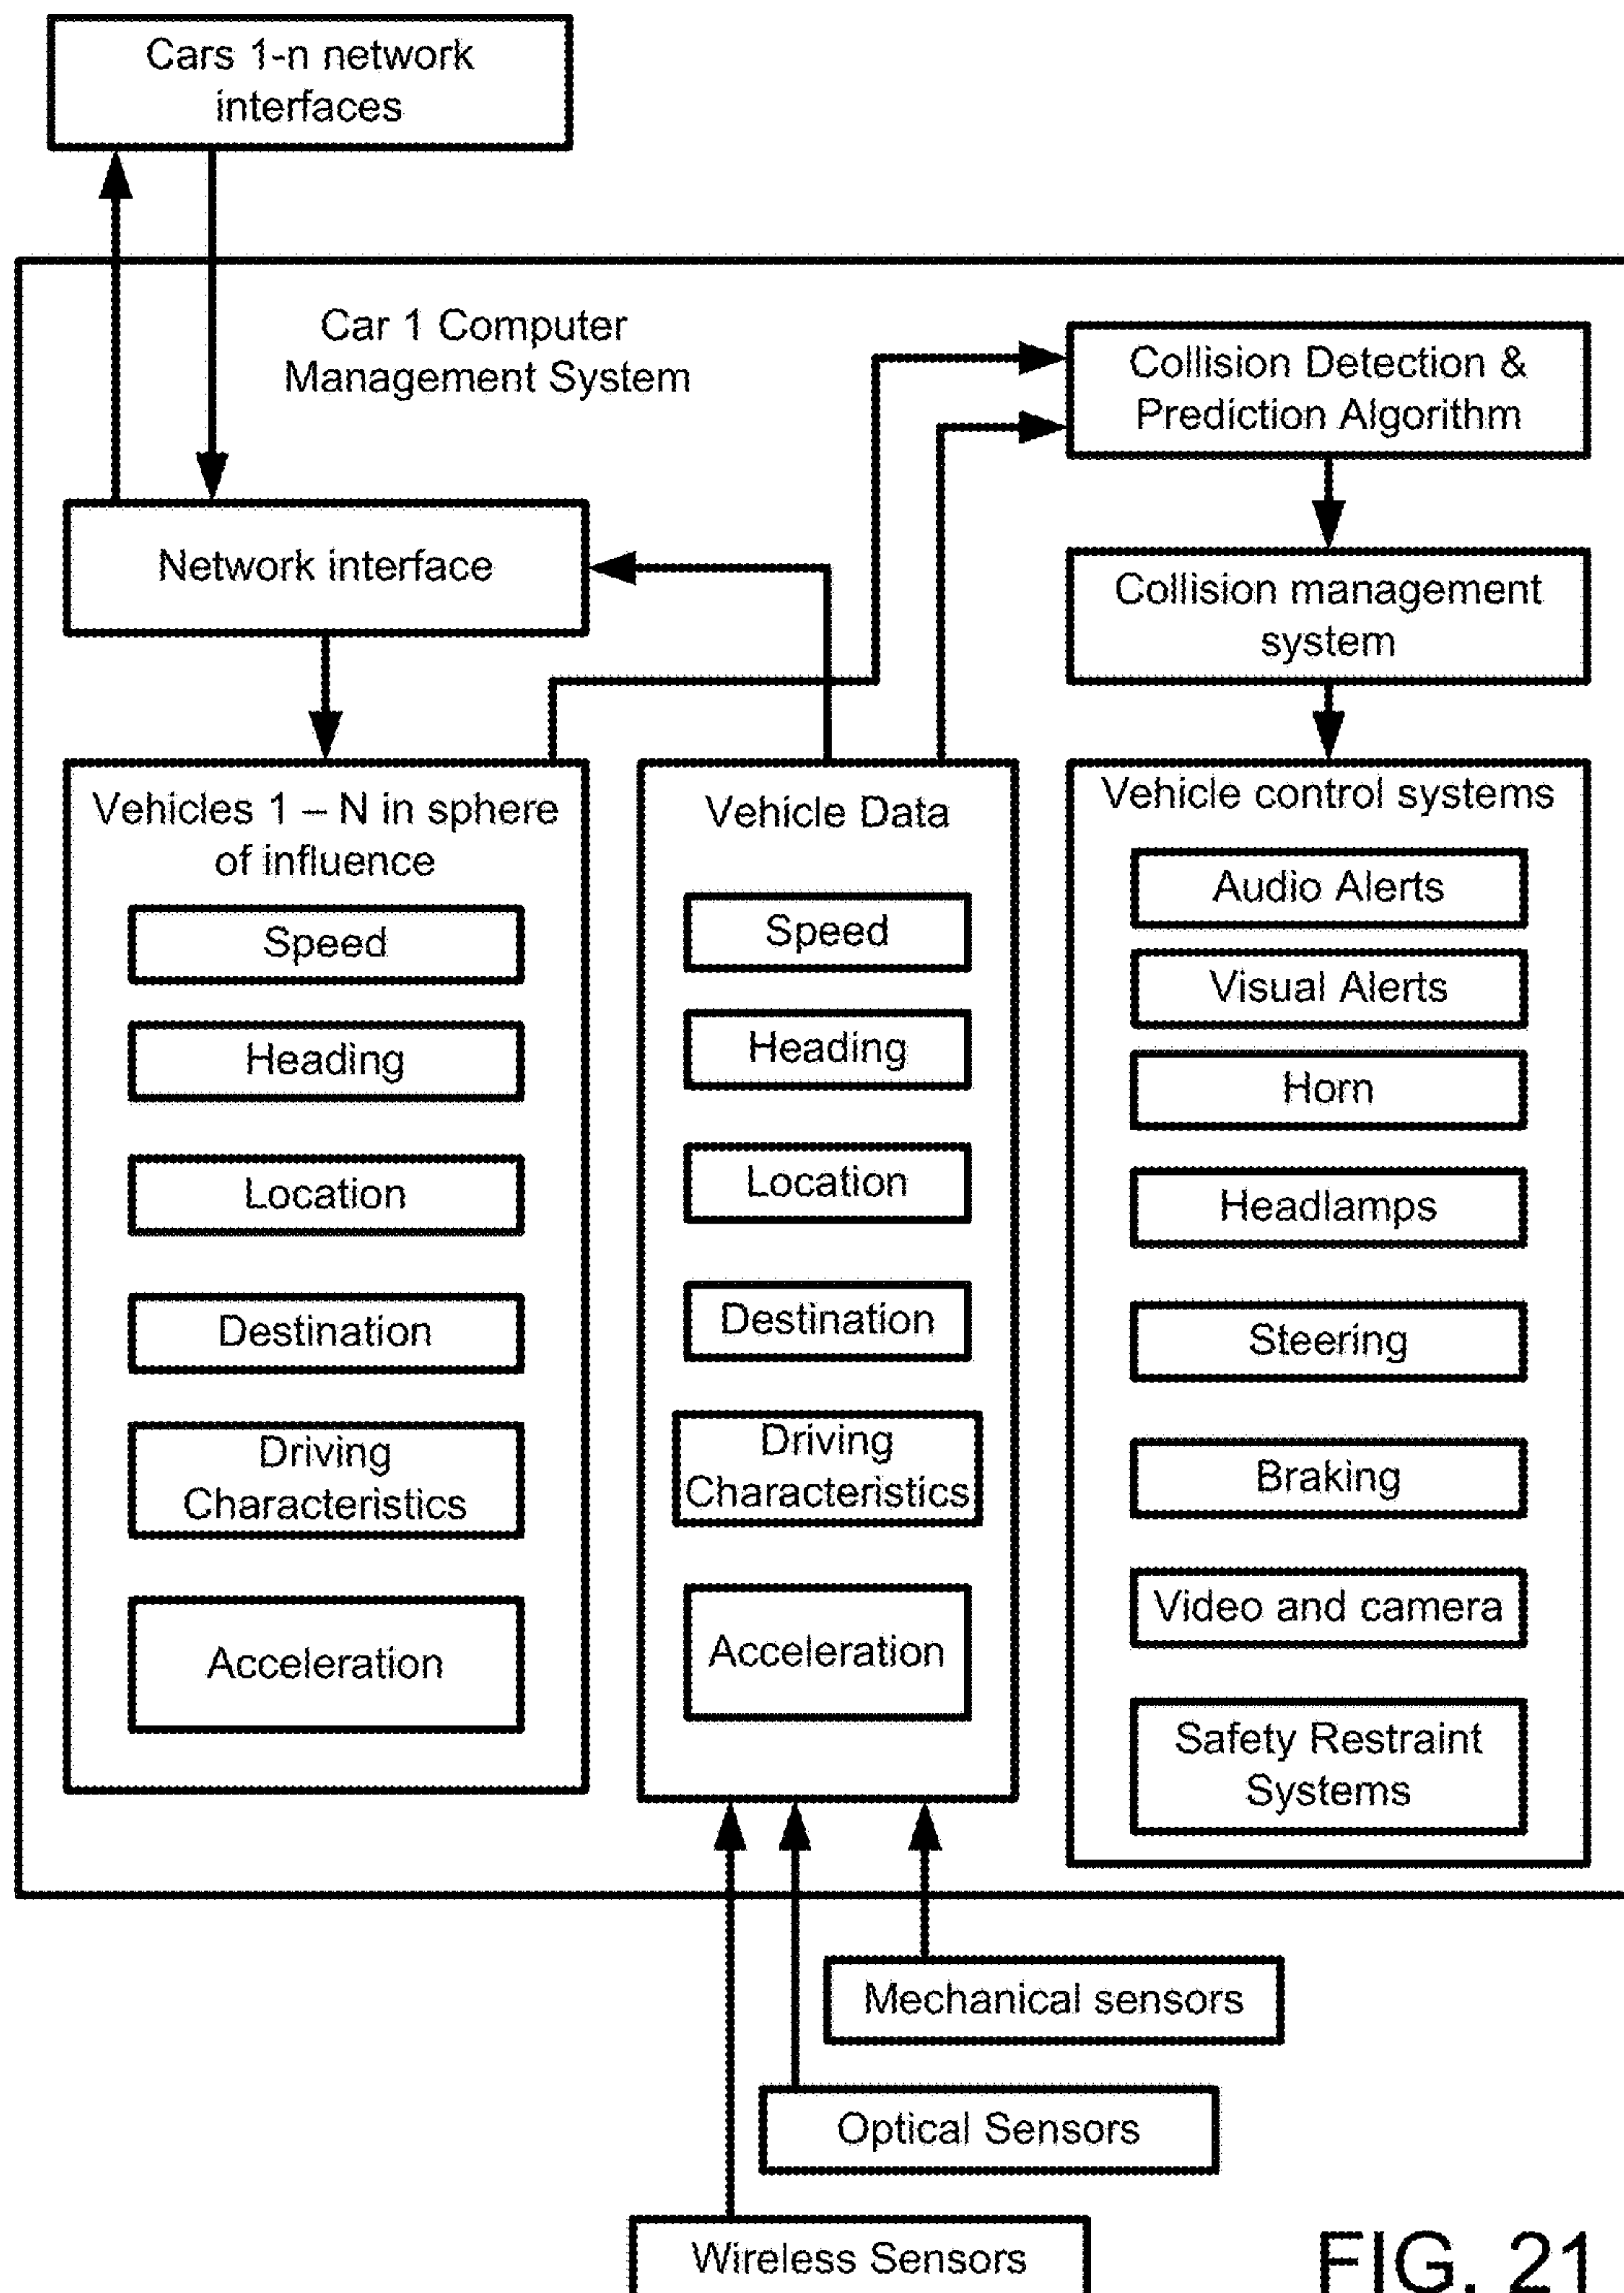 Cars 1-n network
interfaces
Car 1 Computer
Management System
Collision Detection &
Prediction Algorithm
Network interface
Collision management
system
Vehicles 1 – N in sphere
of influence
Speed
Heading
Location
Destination
Driving
Characteristics
Acceleration
Vehicle Data
Speed
Heading
Location
Destination
Driving
Characteristics
Acceleration
Vehicle control systems
Audio Alerts
Visual Alerts
Horn
Headlamps
Steering
Braking
Video and camera
Safety Restraint
Systems
Mechanical sensors
Optical Sensors
Wireless Sensors
FIG. 21